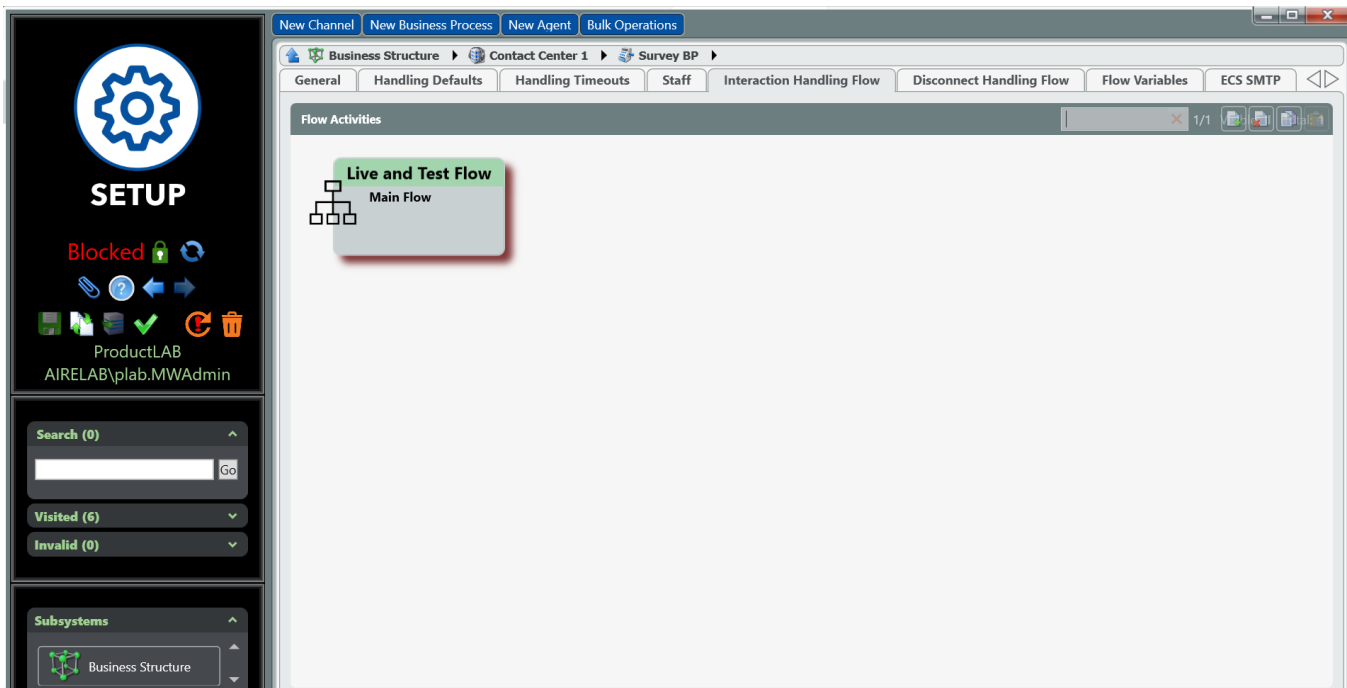 New Channel New Business Process New Agent Bulk Operations
Business Structure Contact Center 1 Survey BP
General Handling Defaults Handling Timeouts Staff Interaction Handling Flow Disconnect Handling Flow Flow Variables ECS SMTP
Flow Activities 1/1
Live and Test Flow
Main Flow
SETUP
Blocked
ProductLAB
AIRELAB\plab.MWAdmin
Search (0)
Go
Visited (6)
Invalid (0)
Subsystems
Business Structure